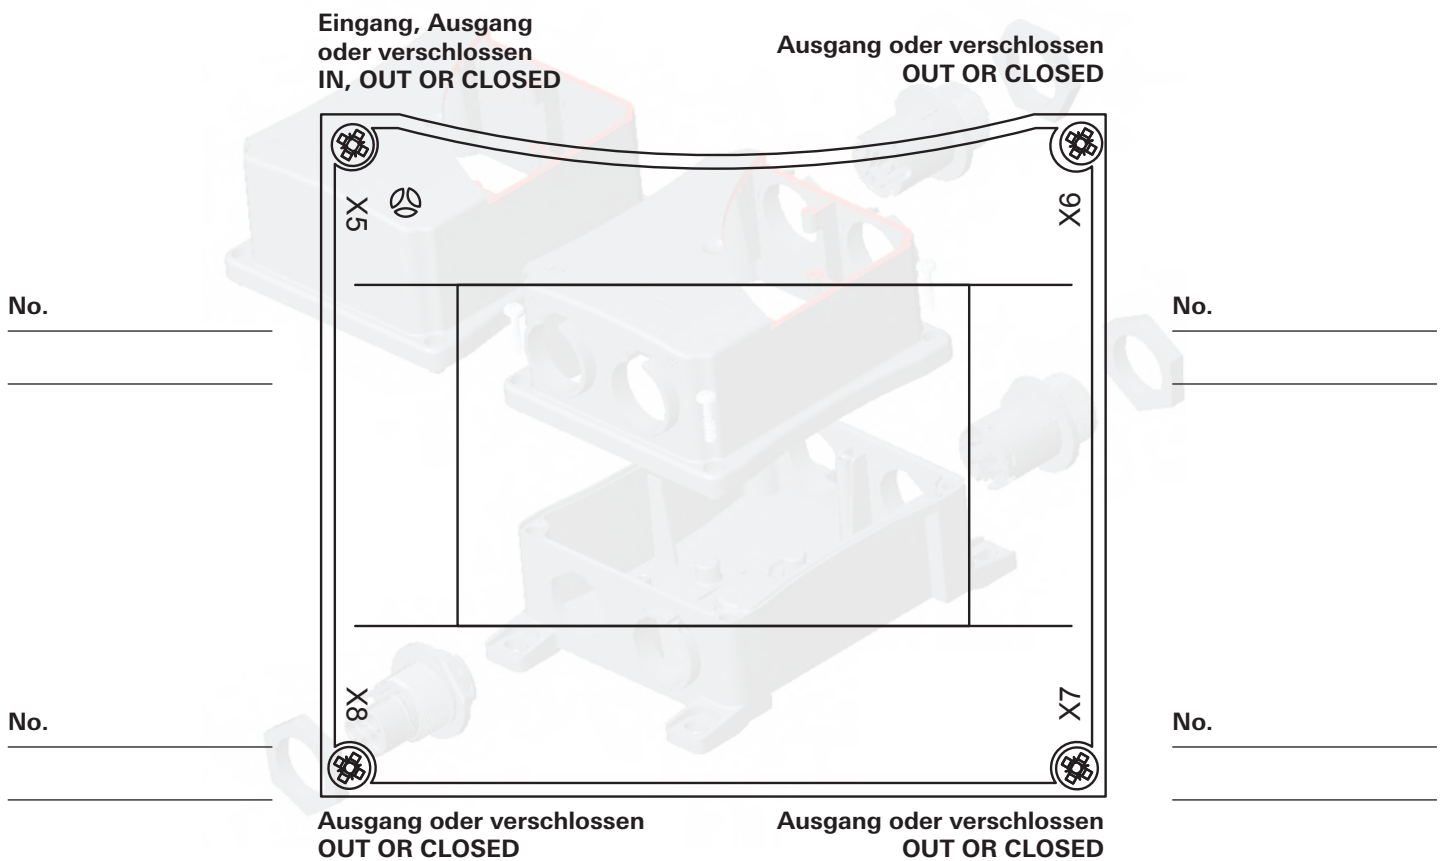 Eingang, Ausgang
oder verschlossen
IN, OUT OR CLOSED
Ausgang oder verschlossen
OUT OR CLOSED
X5
X6
No.
No.
X8
X7
No.
No.
Ausgang oder verschlossen
OUT OR CLOSED
Ausgang oder verschlossen
OUT OR CLOSED